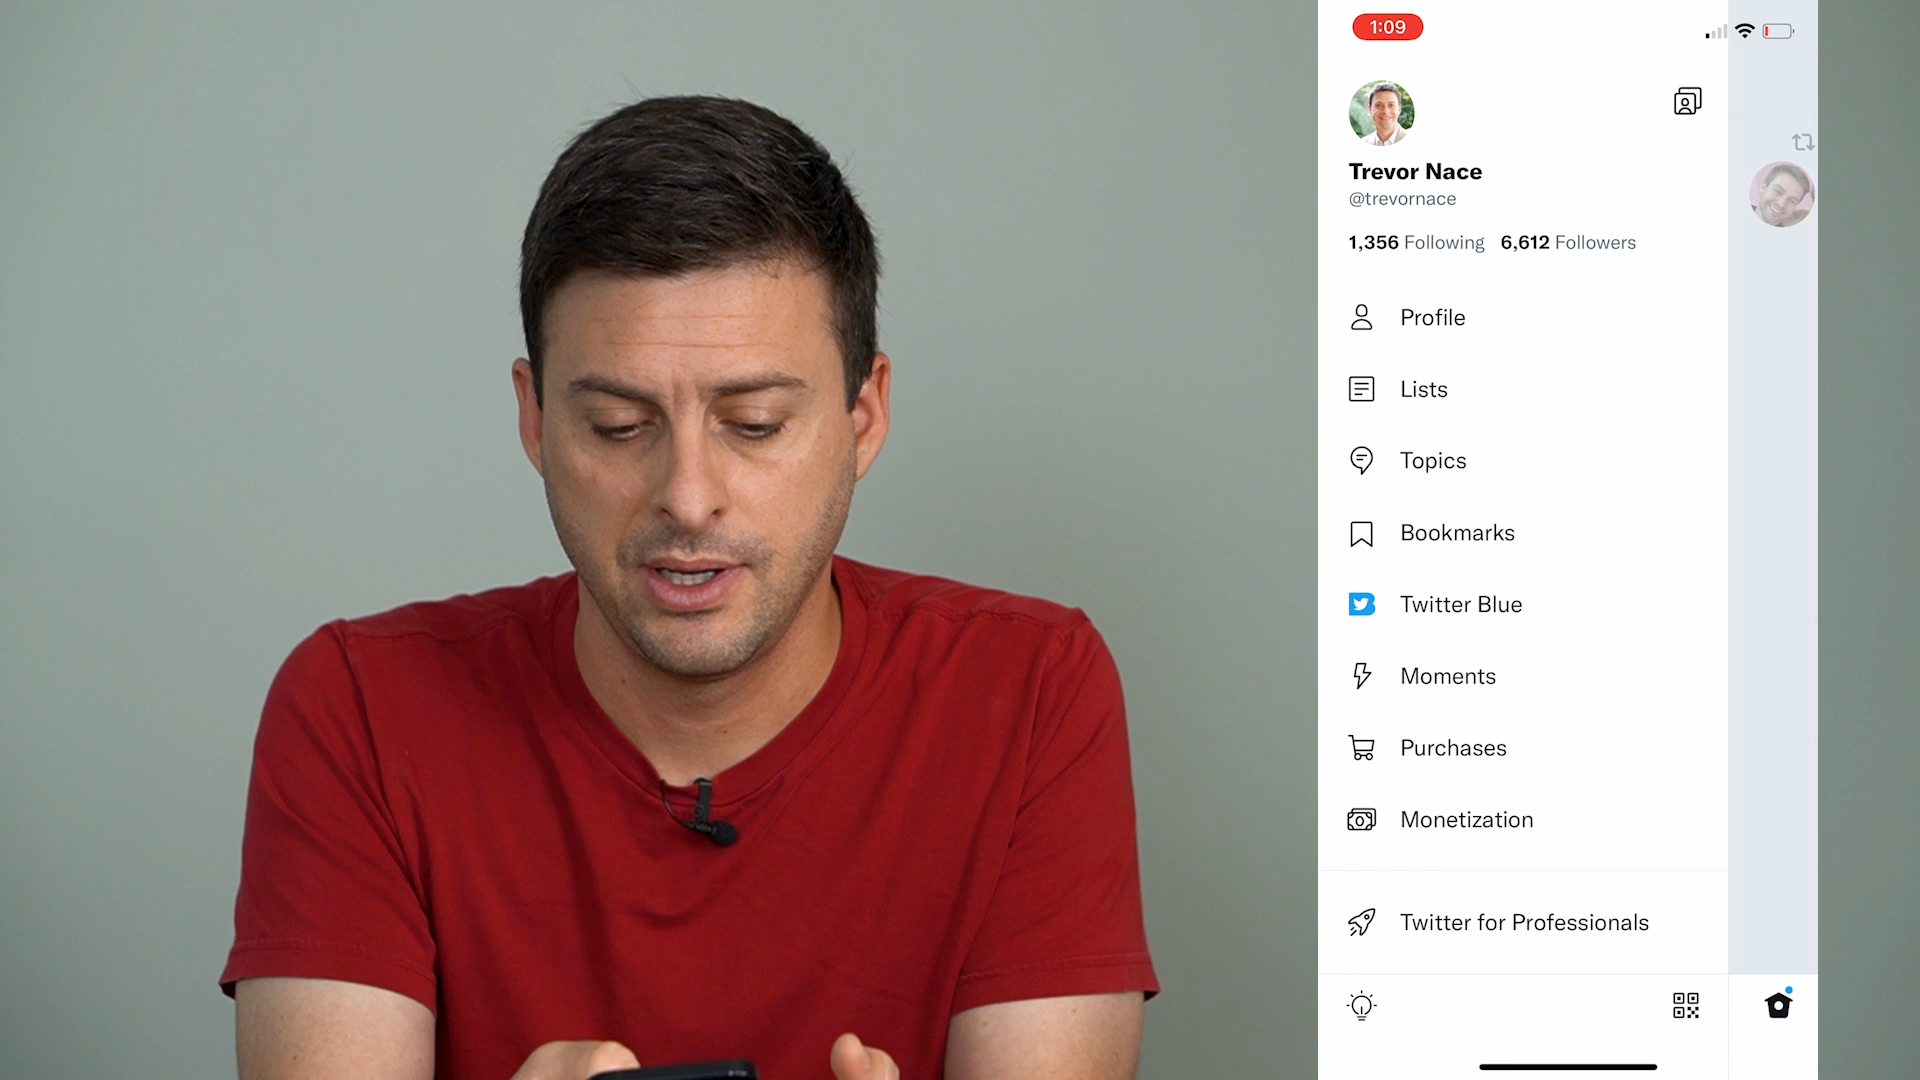 1:09
Trevor Nace
@trevornace
1,356 Following 6,612 Followers
Profile
Lists
Topics
Bookmarks
Twitter Blue
Moments
Purchases
Monetization
Twitter for Professionals